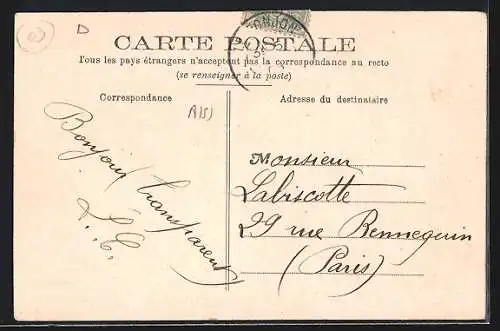 D
CARTE POSTALE
Tous les pays étrangers n'acceptent pas la correspondance au recto
(se renseigner à la poste)
Correspondance
Adresse du destinataire
Bonjour transparent
L. C.
Monsieur
Labiscotte
29 rue Rennequin
(Paris)